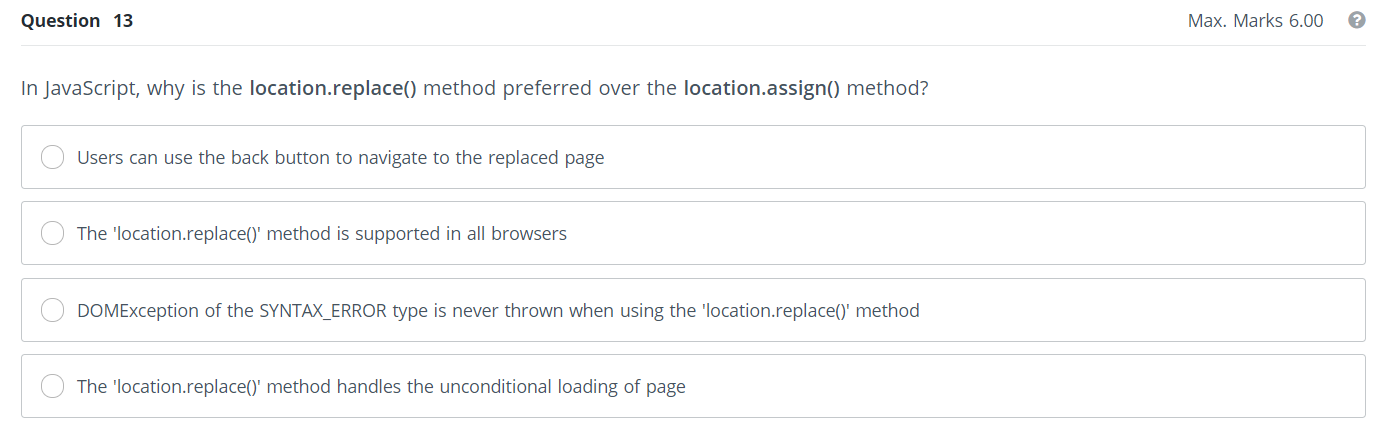 Question 13 Max. Marks 6.00 ?
In JavaScript, why is the location.replace() method preferred over the location.assign() method?
Users can use the back button to navigate to the replaced page
The 'location.replace()' method is supported in all browsers
DOMException of the SYNTAX_ERROR type is never thrown when using the 'location.replace()' method
The 'location.replace()' method handles the unconditional loading of page